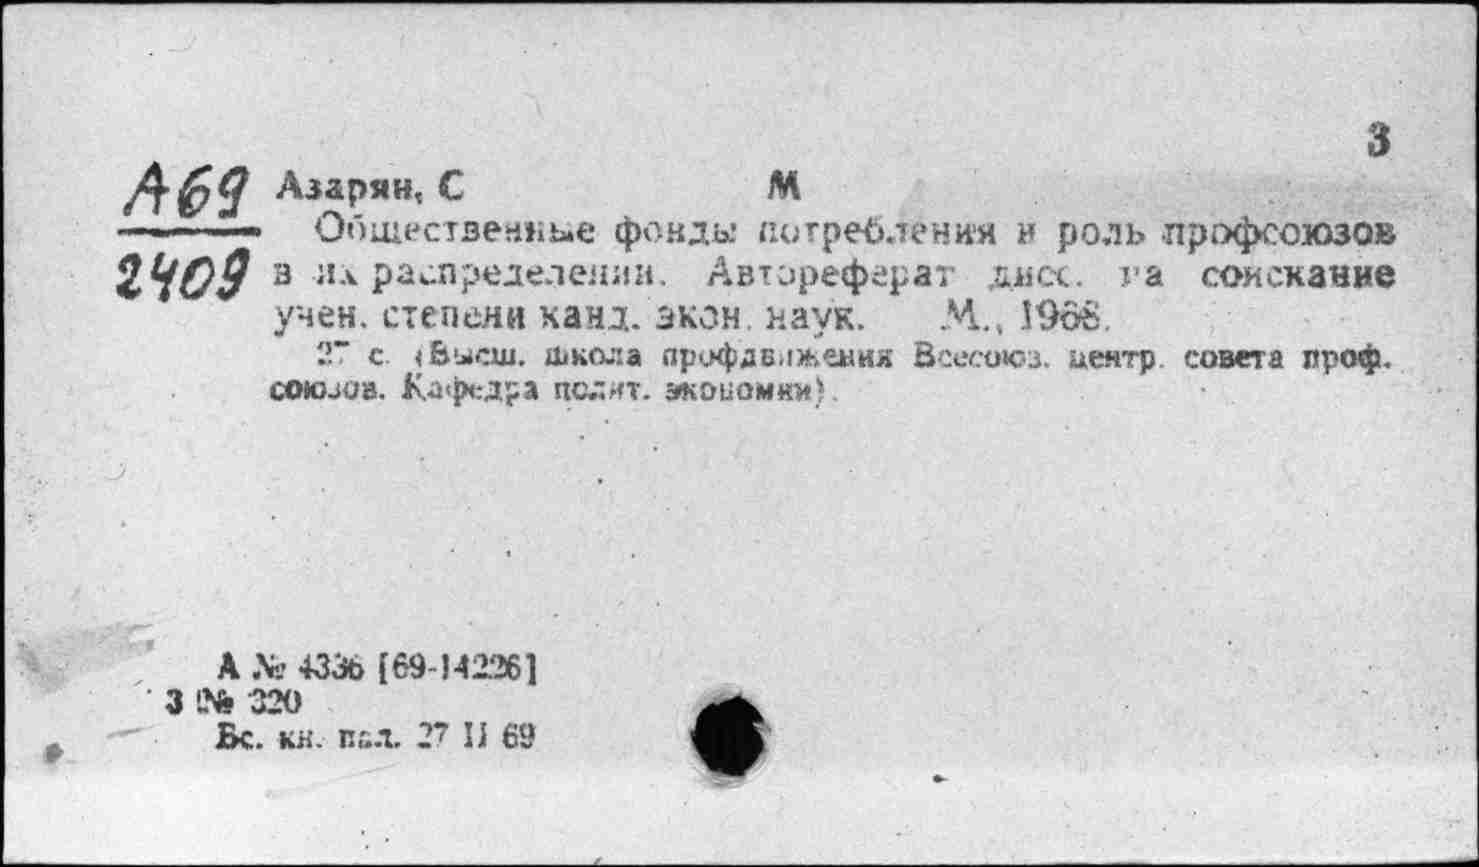 3
А69 Азарян, С М
Общественные фонды потребления и роль профсоюзов
2409 в их распределении. Автореферат дисс. на соискание
учен. степени канд. экон. наук. М., 1968.
27 с. (Высш. школа профдвижения Всесоюз. центр. совета проф.
союзов. Кафедра полит. экономии).
А № 4336 [69-14226]
3 № 320
Вс. кн. пал. 27 II 69